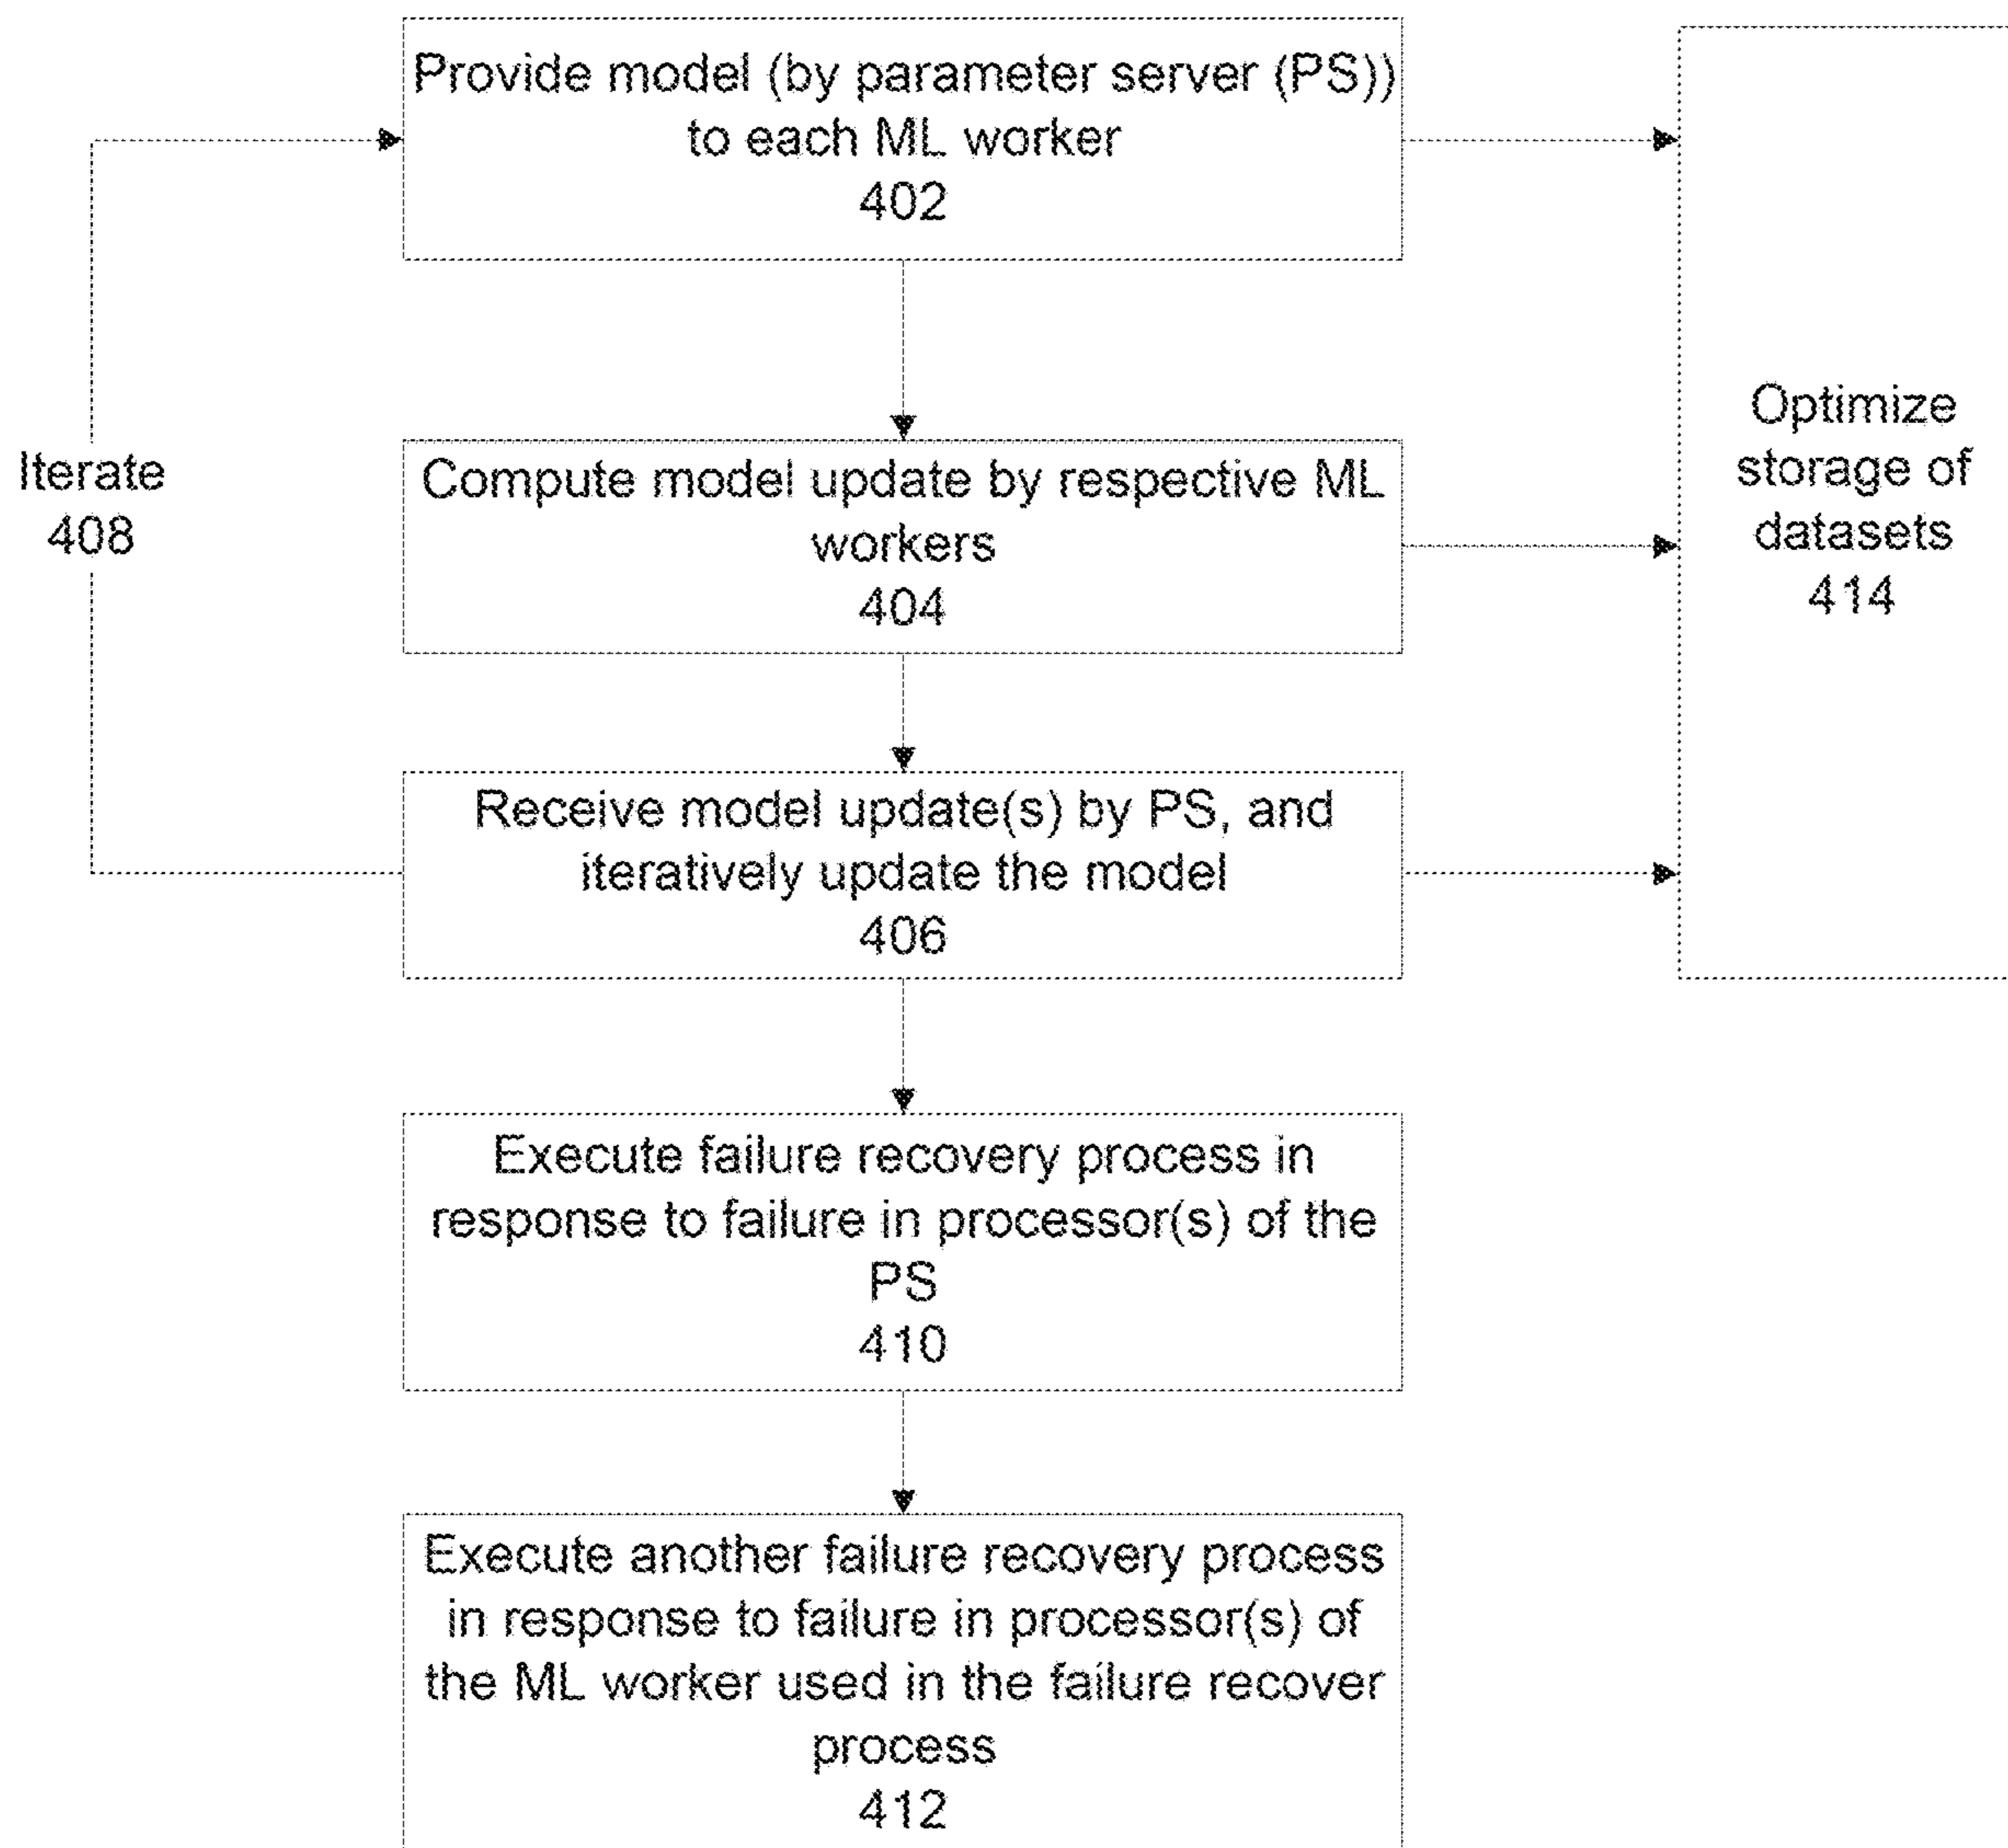 Provide model (by parameter server (PS))
to each ML worker
402
Iterate
408
Compute model update by respective ML
workers
404
Optimize
storage of
datasets
414
Receive model update(s) by PS, and
iteratively update the model
406
Execute failure recovery process in
response to failure in processor(s) of the
PS
410
Execute another failure recovery process
in response to failure in processor(s) of
the ML worker used in the failure recover
process
412